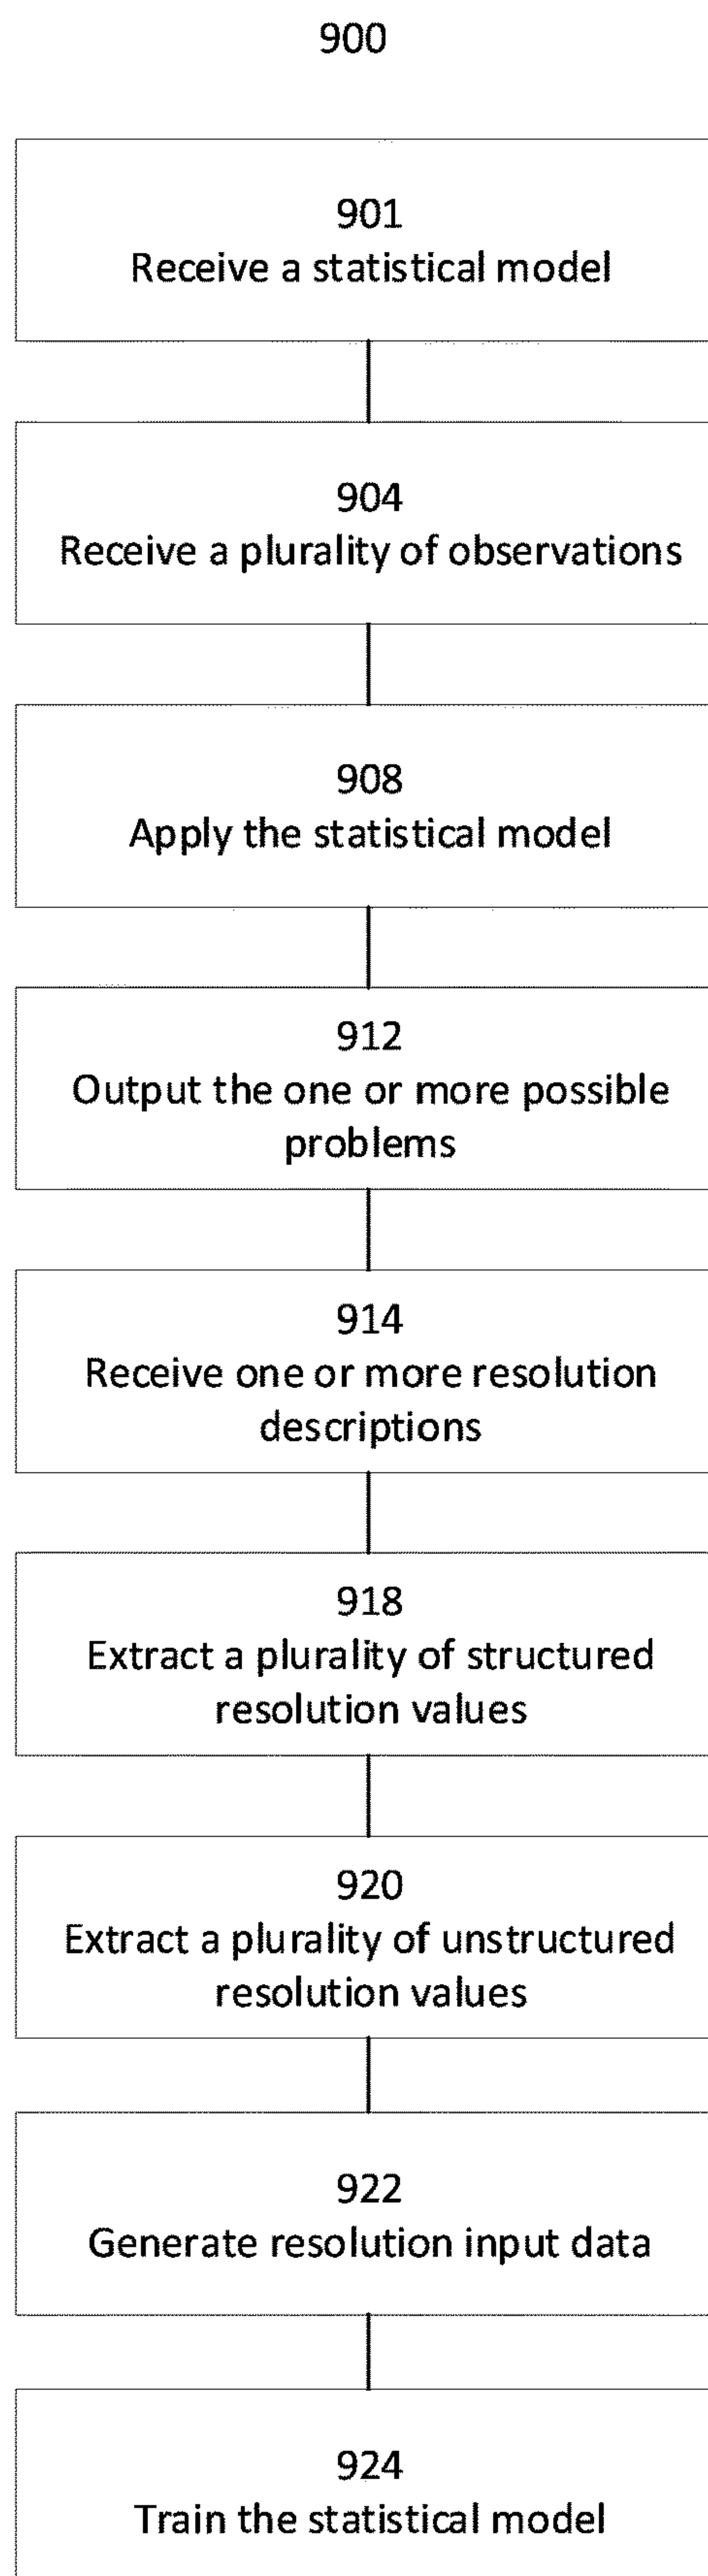 900
901
Receive a statistical model
904
Receive a plurality of observations
908
Apply the statistical model
912
Output the one or more possible
problems
914
Receive one or more resolution
descriptions
918
Extract a plurality of structured
resolution values
920
Extract a plurality of unstructured
resolution values
922
Generate resolution input data
924
Train the statistical model